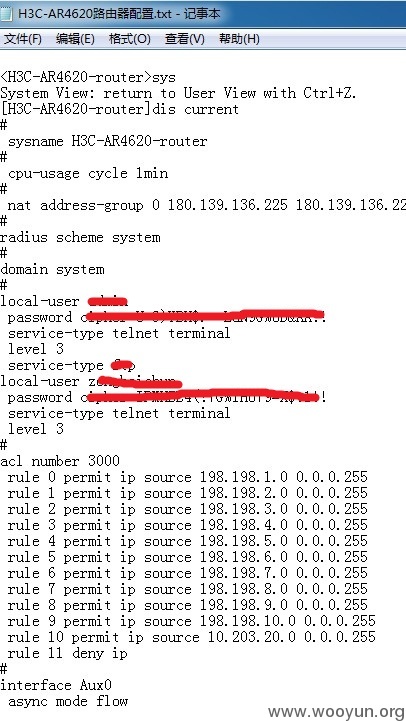 H3C-AR4620路由器配置.txt - 记事本
文件(F) 编辑(E) 格式(O) 查看(V) 帮助(H)
<H3C-AR4620-router>sys
System View: return to User View with Ctrl+Z.
[H3C-AR4620-router]dis current
#
sysname H3C-AR4620-router
#
cpu-usage cycle 1min
#
nat address-group 0 180.139.136.225 180.139.136.22
#
radius scheme system
#
domain system
#
local-user
password
service-type telnet terminal
level 3
service-type
local-user
password
service-type telnet terminal
level 3
#
acl number 3000
rule 0 permit ip source 198.198.1.0 0.0.0.255
rule 1 permit ip source 198.198.2.0 0.0.0.255
rule 2 permit ip source 198.198.3.0 0.0.0.255
rule 3 permit ip source 198.198.4.0 0.0.0.255
rule 4 permit ip source 198.198.5.0 0.0.0.255
rule 5 permit ip source 198.198.6.0 0.0.0.255
rule 6 permit ip source 198.198.7.0 0.0.0.255
rule 7 permit ip source 198.198.8.0 0.0.0.255
rule 8 permit ip source 198.198.9.0 0.0.0.255
rule 9 permit ip source 198.198.10.0 0.0.0.255
rule 10 permit ip source 10.203.20.0 0.0.0.255
rule 11 deny ip
#
interface Aux0
async mode flow
www.wooyun.org